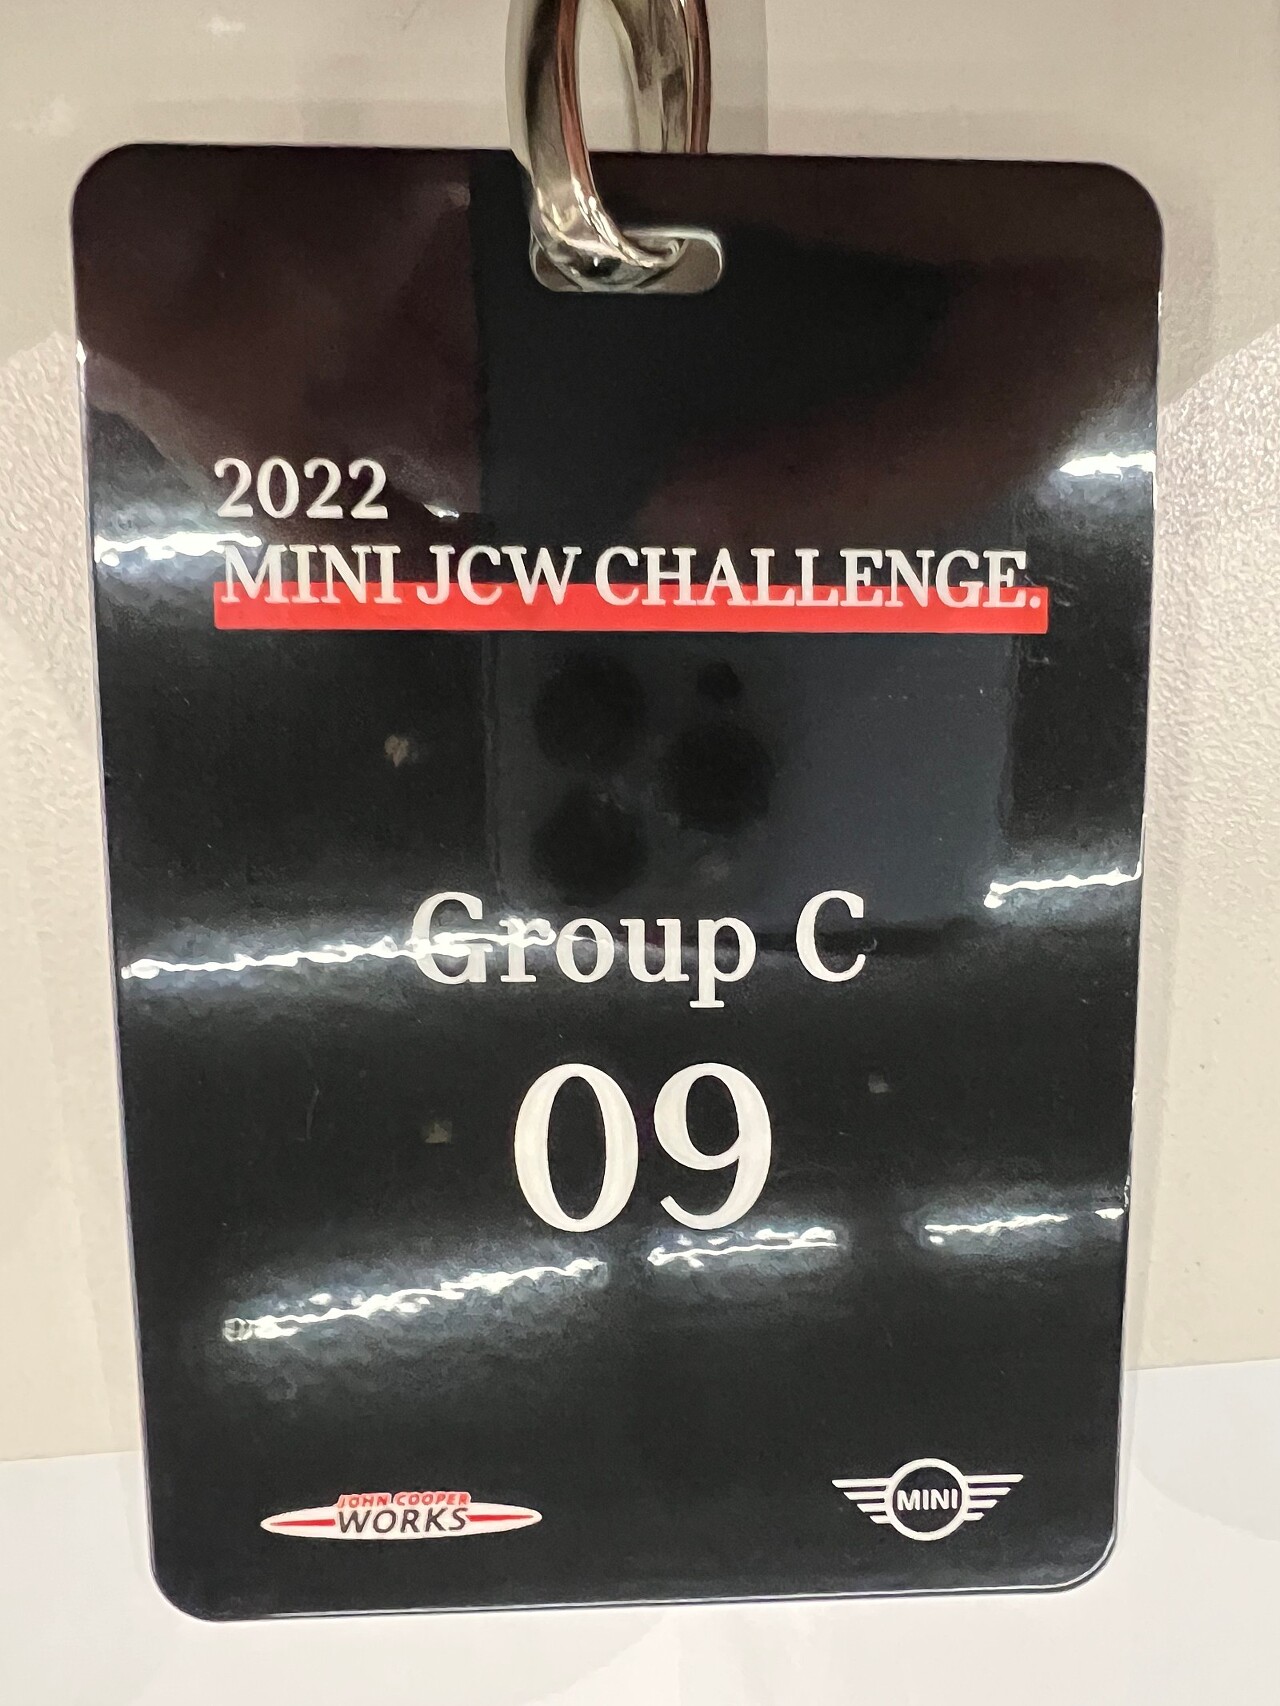 2022
MINI JCW CHALLENGE.
Group C
09
JOHN COOPER
WORKS
MINI